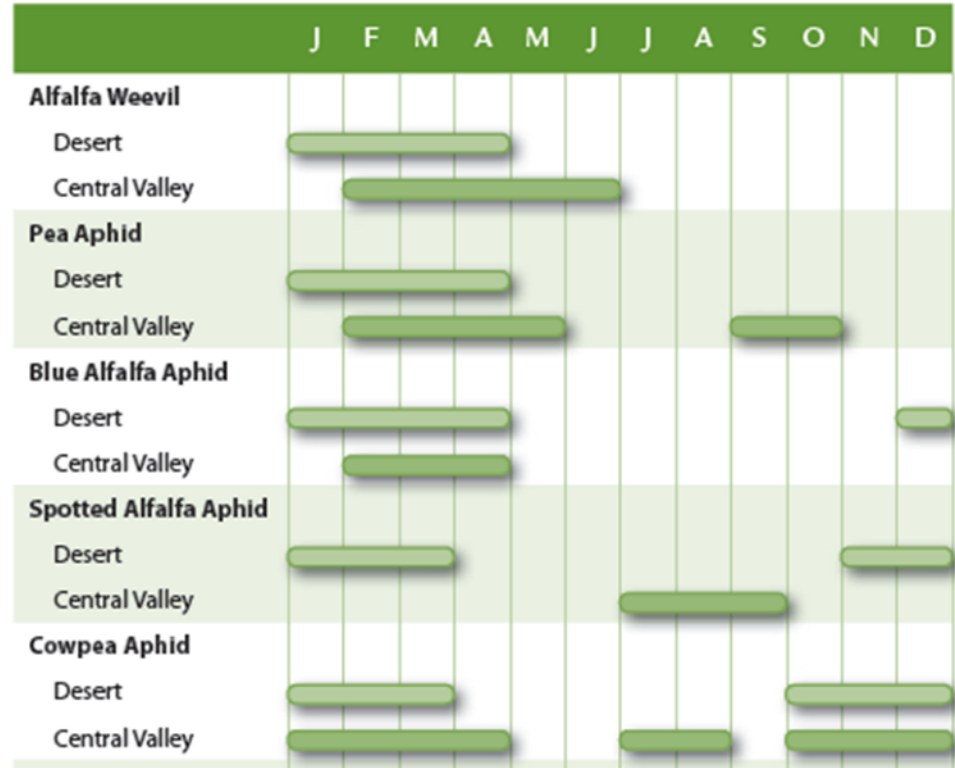 J F M A M J J A S O N D
Alfalfa Weevil
Desert
Central Valley
Pea Aphid
Desert
Central Valley
Blue Alfalfa Aphid
Desert
Central Valley
Spotted Alfalfa Aphid
Desert
Central Valley
Cowpea Aphid
Desert
Central Valley